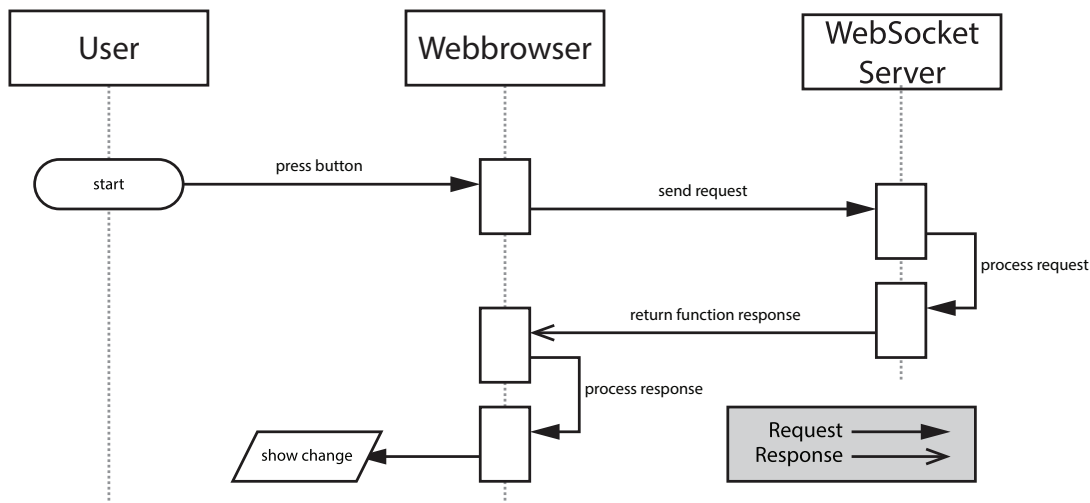 User
Webbrowser
WebSocket
Server
start
press button
send request
process request
return function response
process response
show change
Request
Response